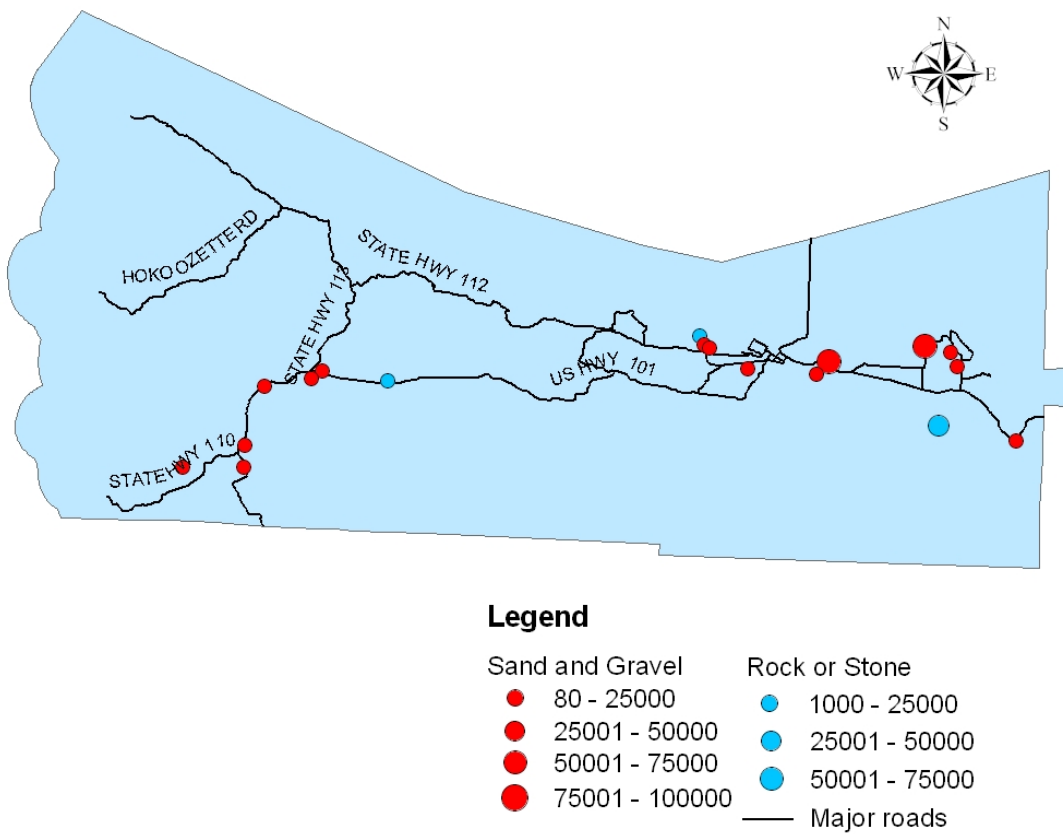 N
W E
S
HOKO OZETTE RD
STATE HWY 112
STATE HWY 113
US HWY 101
STATE HWY 110
Legend
Sand and Gravel
80 - 25000
25001 - 50000
50001 - 75000
75001 - 100000
Rock or Stone
1000 - 25000
25001 - 50000
50001 - 75000
Major roads